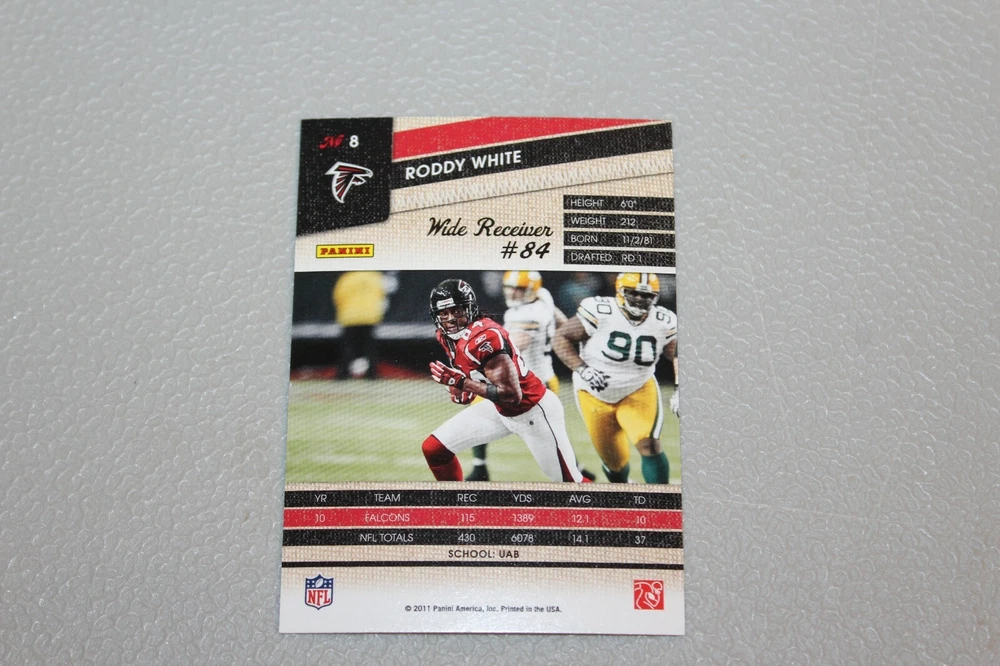 M 8
RODDY WHITE
HEIGHT 6'0"
WEIGHT 212
BORN 11/2/81
DRAFTED RD 1
Wide Receiver
#84
PANINI
90
90
YR TEAM REC YDS AVG TD
10 FALCONS 115 1389 12.1 10
NFL TOTALS 430 6078 14.1 37
SCHOOL: UAB
NFL
© 2011 Panini America, Inc. Printed in the USA.